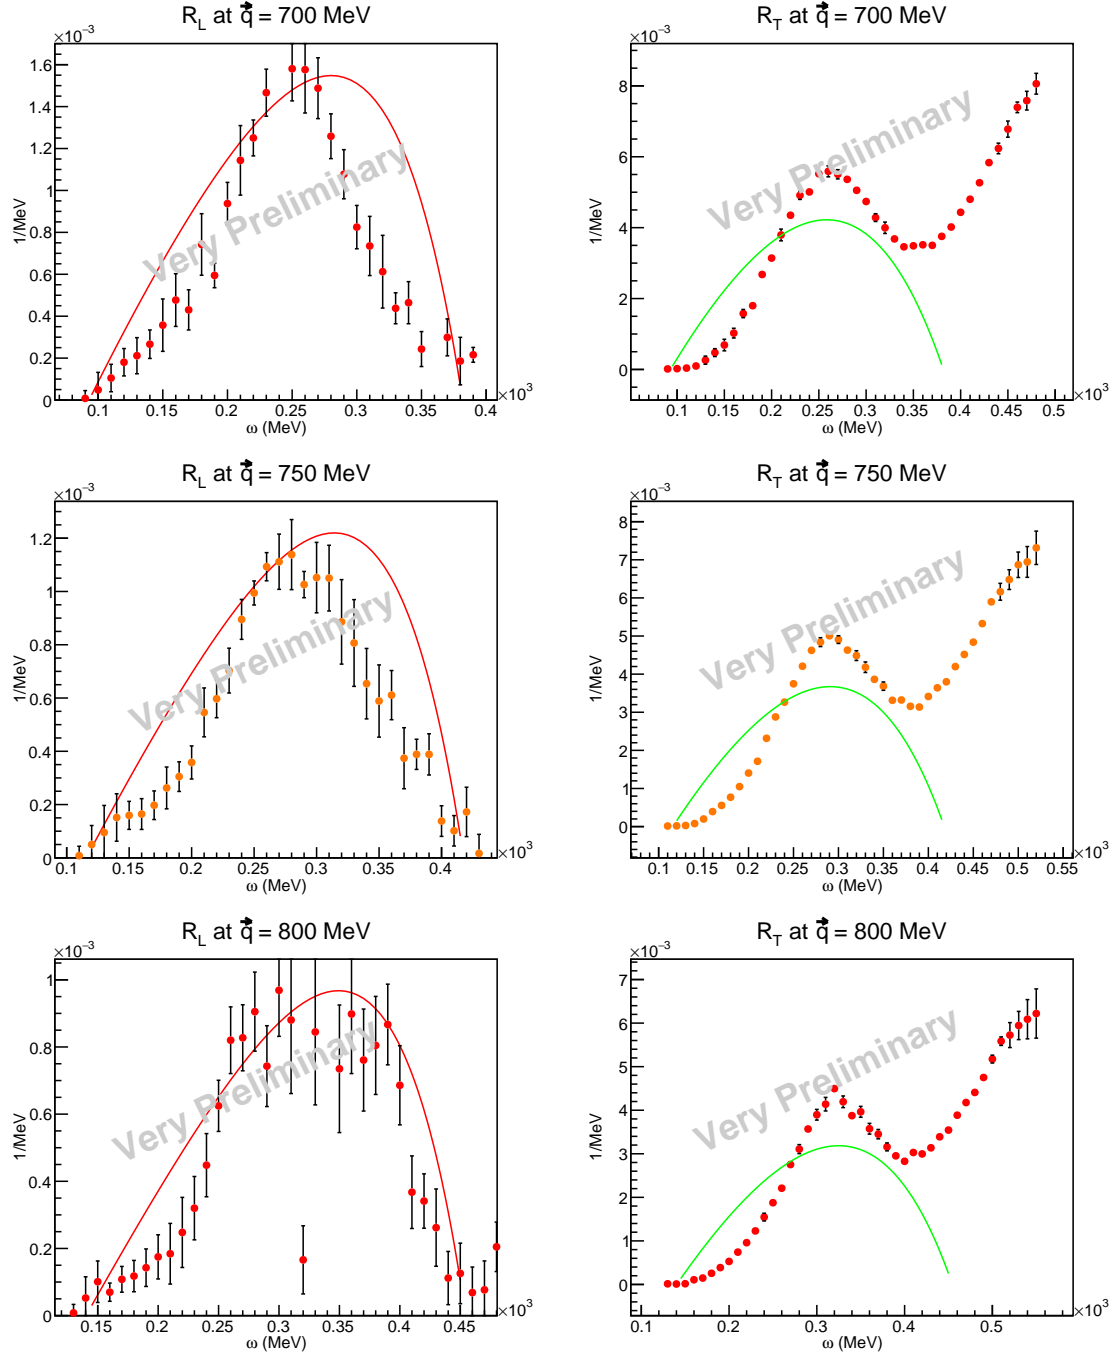 R_L at q⃗ = 700 MeV
×10⁻³
1/MeV
1.6
1.4
1.2
1
0.8
0.6
0.4
0.2
0
Very Preliminary
0.1 0.15 0.2 0.25 0.3 0.35 0.4
×10³
ω (MeV)
R_T at q⃗ = 700 MeV
×10⁻³
1/MeV
8
6
4
2
0
Very Preliminary
0.1 0.15 0.2 0.25 0.3 0.35 0.4 0.45 0.5
×10³
ω (MeV)
R_L at q⃗ = 750 MeV
×10⁻³
1/MeV
1.2
1
0.8
0.6
0.4
0.2
0
Very Preliminary
0.1 0.15 0.2 0.25 0.3 0.35 0.4
×10³
ω (MeV)
R_T at q⃗ = 750 MeV
×10⁻³
1/MeV
8
7
6
5
4
3
2
1
0
Very Preliminary
0.1 0.15 0.2 0.25 0.3 0.35 0.4 0.45 0.5 0.55
×10³
ω (MeV)
R_L at q⃗ = 800 MeV
×10⁻³
1/MeV
1
0.8
0.6
0.4
0.2
0
Very Preliminary
0.15 0.2 0.25 0.3 0.35 0.4 0.45
×10³
ω (MeV)
R_T at q⃗ = 800 MeV
×10⁻³
1/MeV
7
6
5
4
3
2
1
0
Very Preliminary
0.1 0.2 0.3 0.4 0.5
×10³
ω (MeV)